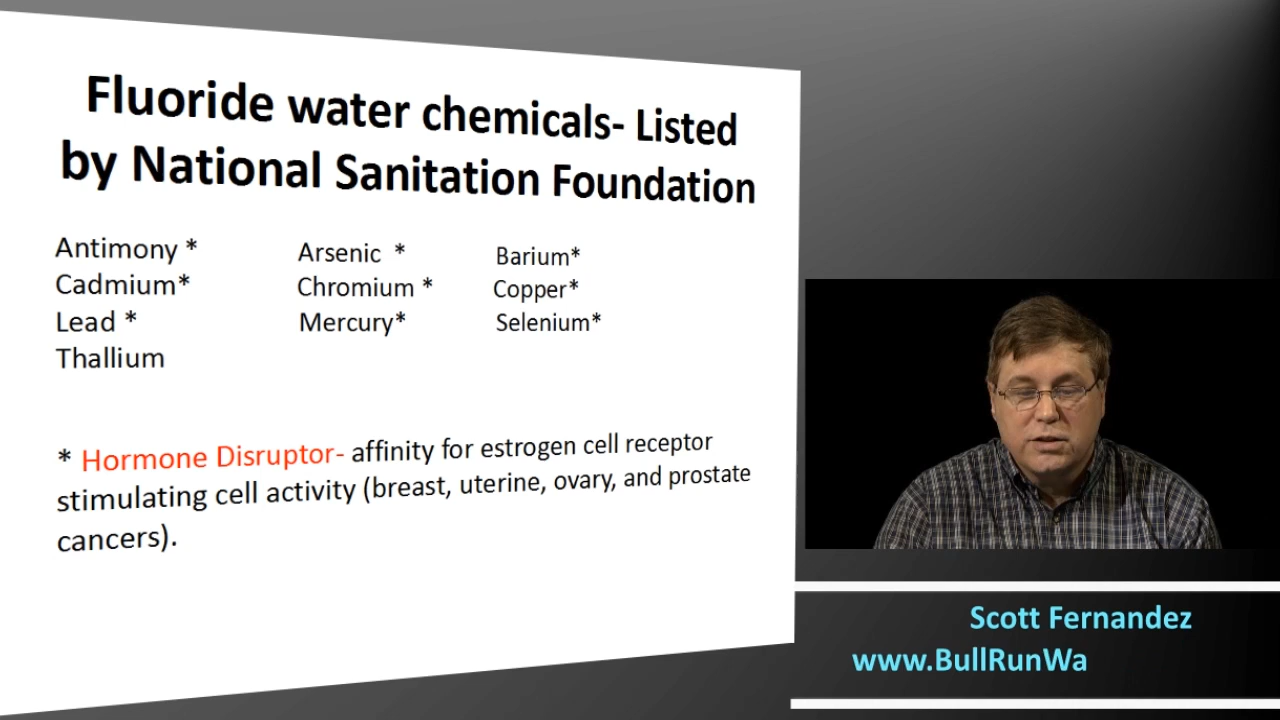 Fluoride water chemicals- Listed
by National Sanitation Foundation
Antimony * Arsenic * Barium*
Cadmium* Chromium * Copper*
Lead * Mercury* Selenium*
Thallium
* Hormone Disruptor- affinity for estrogen cell receptor
stimulating cell activity (breast, uterine, ovary, and prostate
cancers).
Scott Fernandez
www.BullRunWa